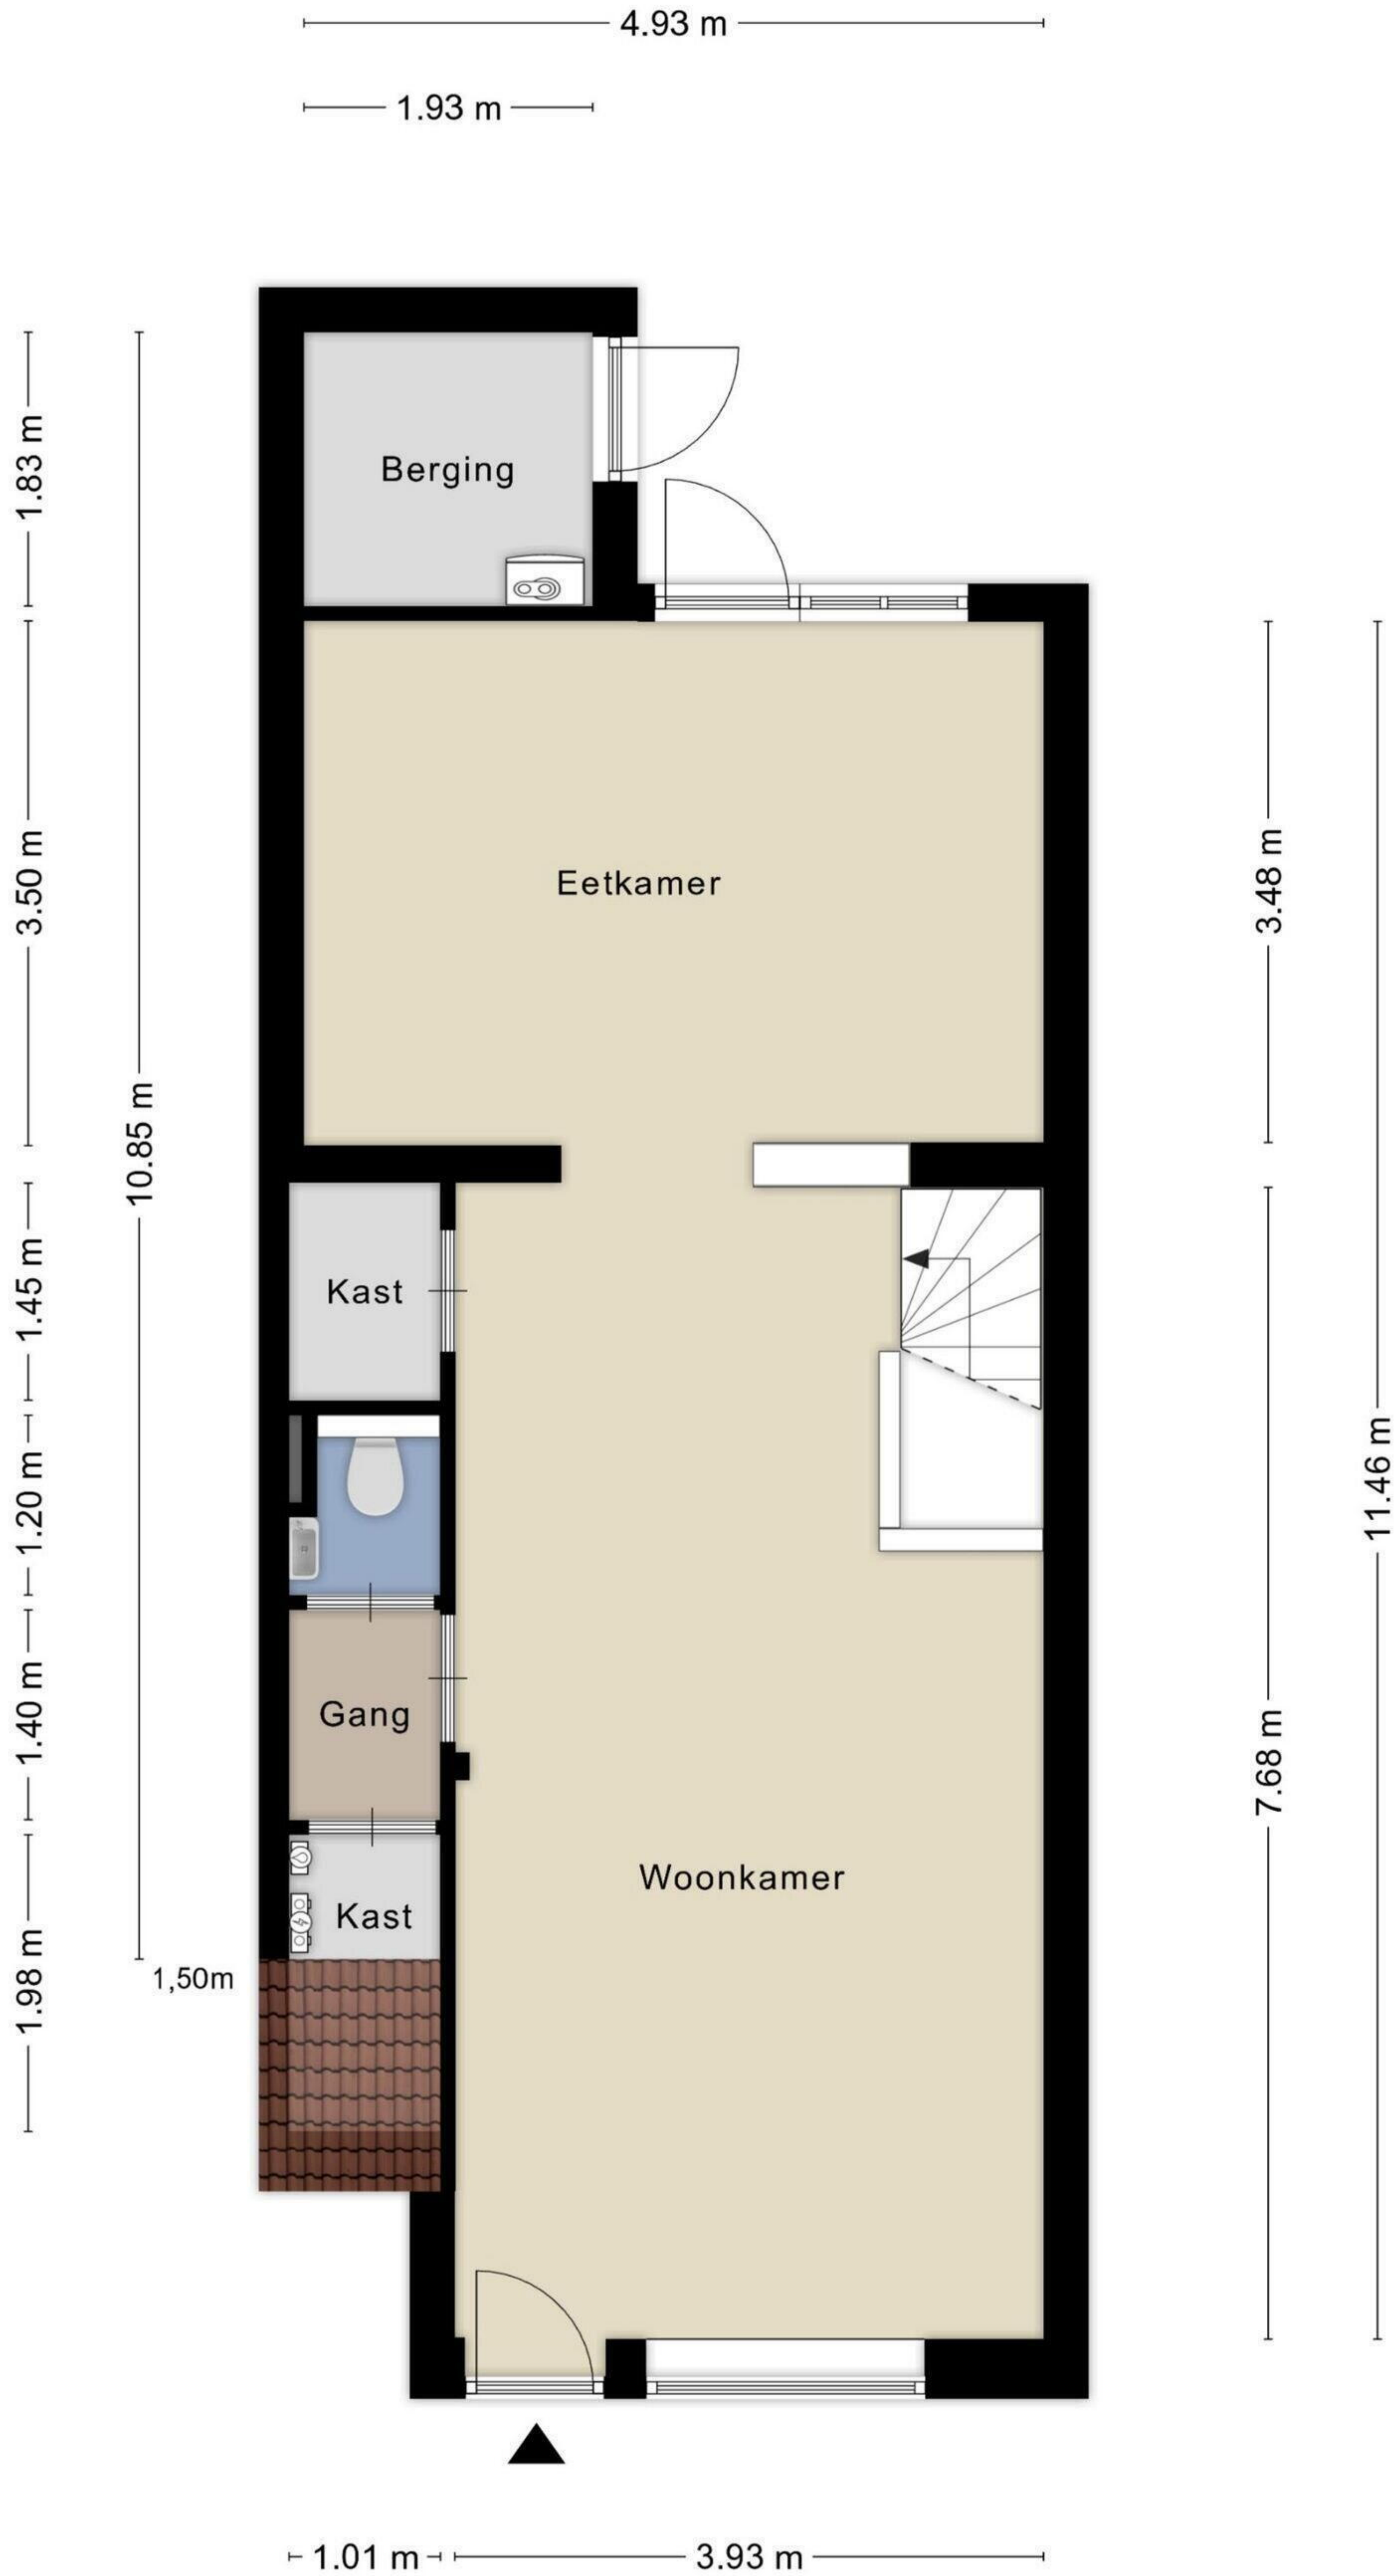 4.93 m
1.93 m
1.83 m
Berging
3.50 m
Eetkamer
3.48 m
10.85 m
1.45 m
Kast
11.46 m
1.20 m
1.40 m
Gang
7.68 m
Woonkamer
Kast
1.98 m
1,50m
1.01 m
3.93 m